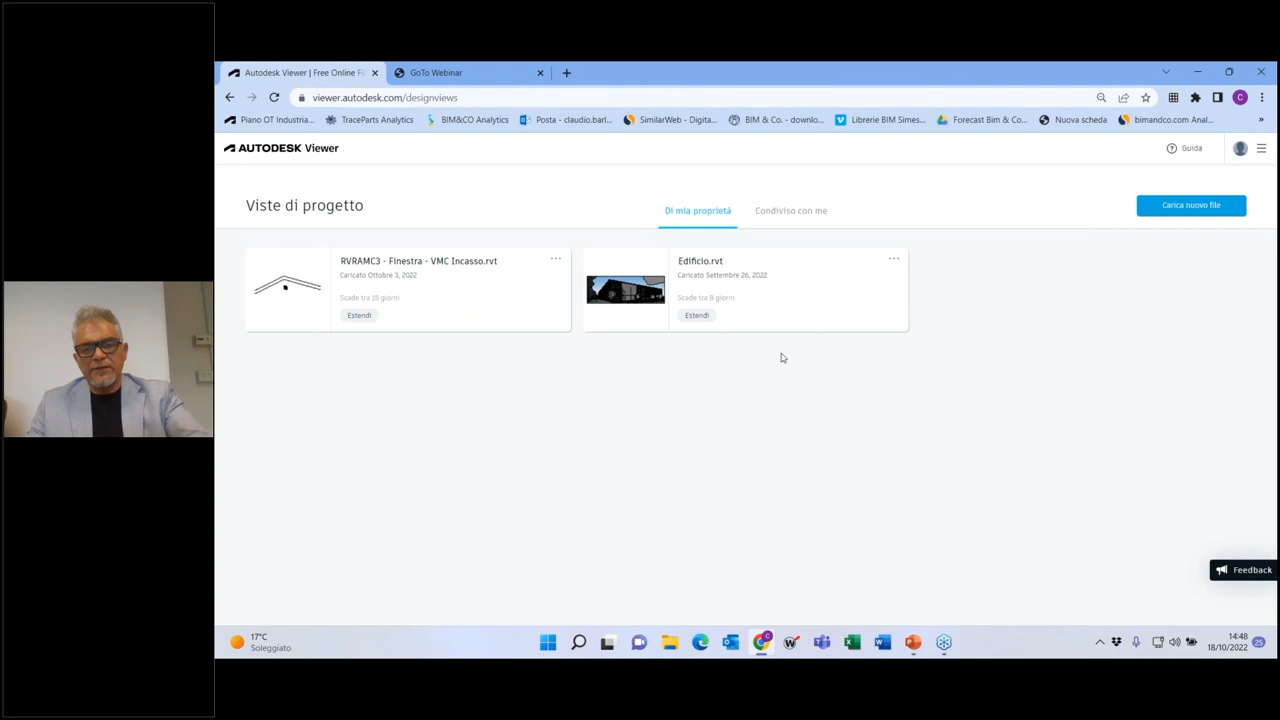 Autodesk Viewer | Free Online Fi
GoTo Webinar
viewer.autodesk.com/designviews
Piano OT Industria...
TraceParts Analytics
BIM&CO Analytics
Posta - claudio.barl...
SimilarWeb - Digita...
BIM & Co. - downlo...
Librerie BIM Simes...
Forecast Bim & Co...
Nuova scheda
bimandco.com Anal...
»
AUTODESK Viewer
Guida
Viste di progetto
Di mia proprietà
Condiviso con me
Carica nuovo file
RVRAMC3 - Finestra - VMC Incasso.rvt
Caricato Ottobre 3, 2022
Scade tra 15 giorni
Estendi
Edificio.rvt
Caricato Settembre 26, 2022
Scade tra 8 giorni
Estendi
Feedback
17°C
Soleggiato
14:48
18/10/2022
25